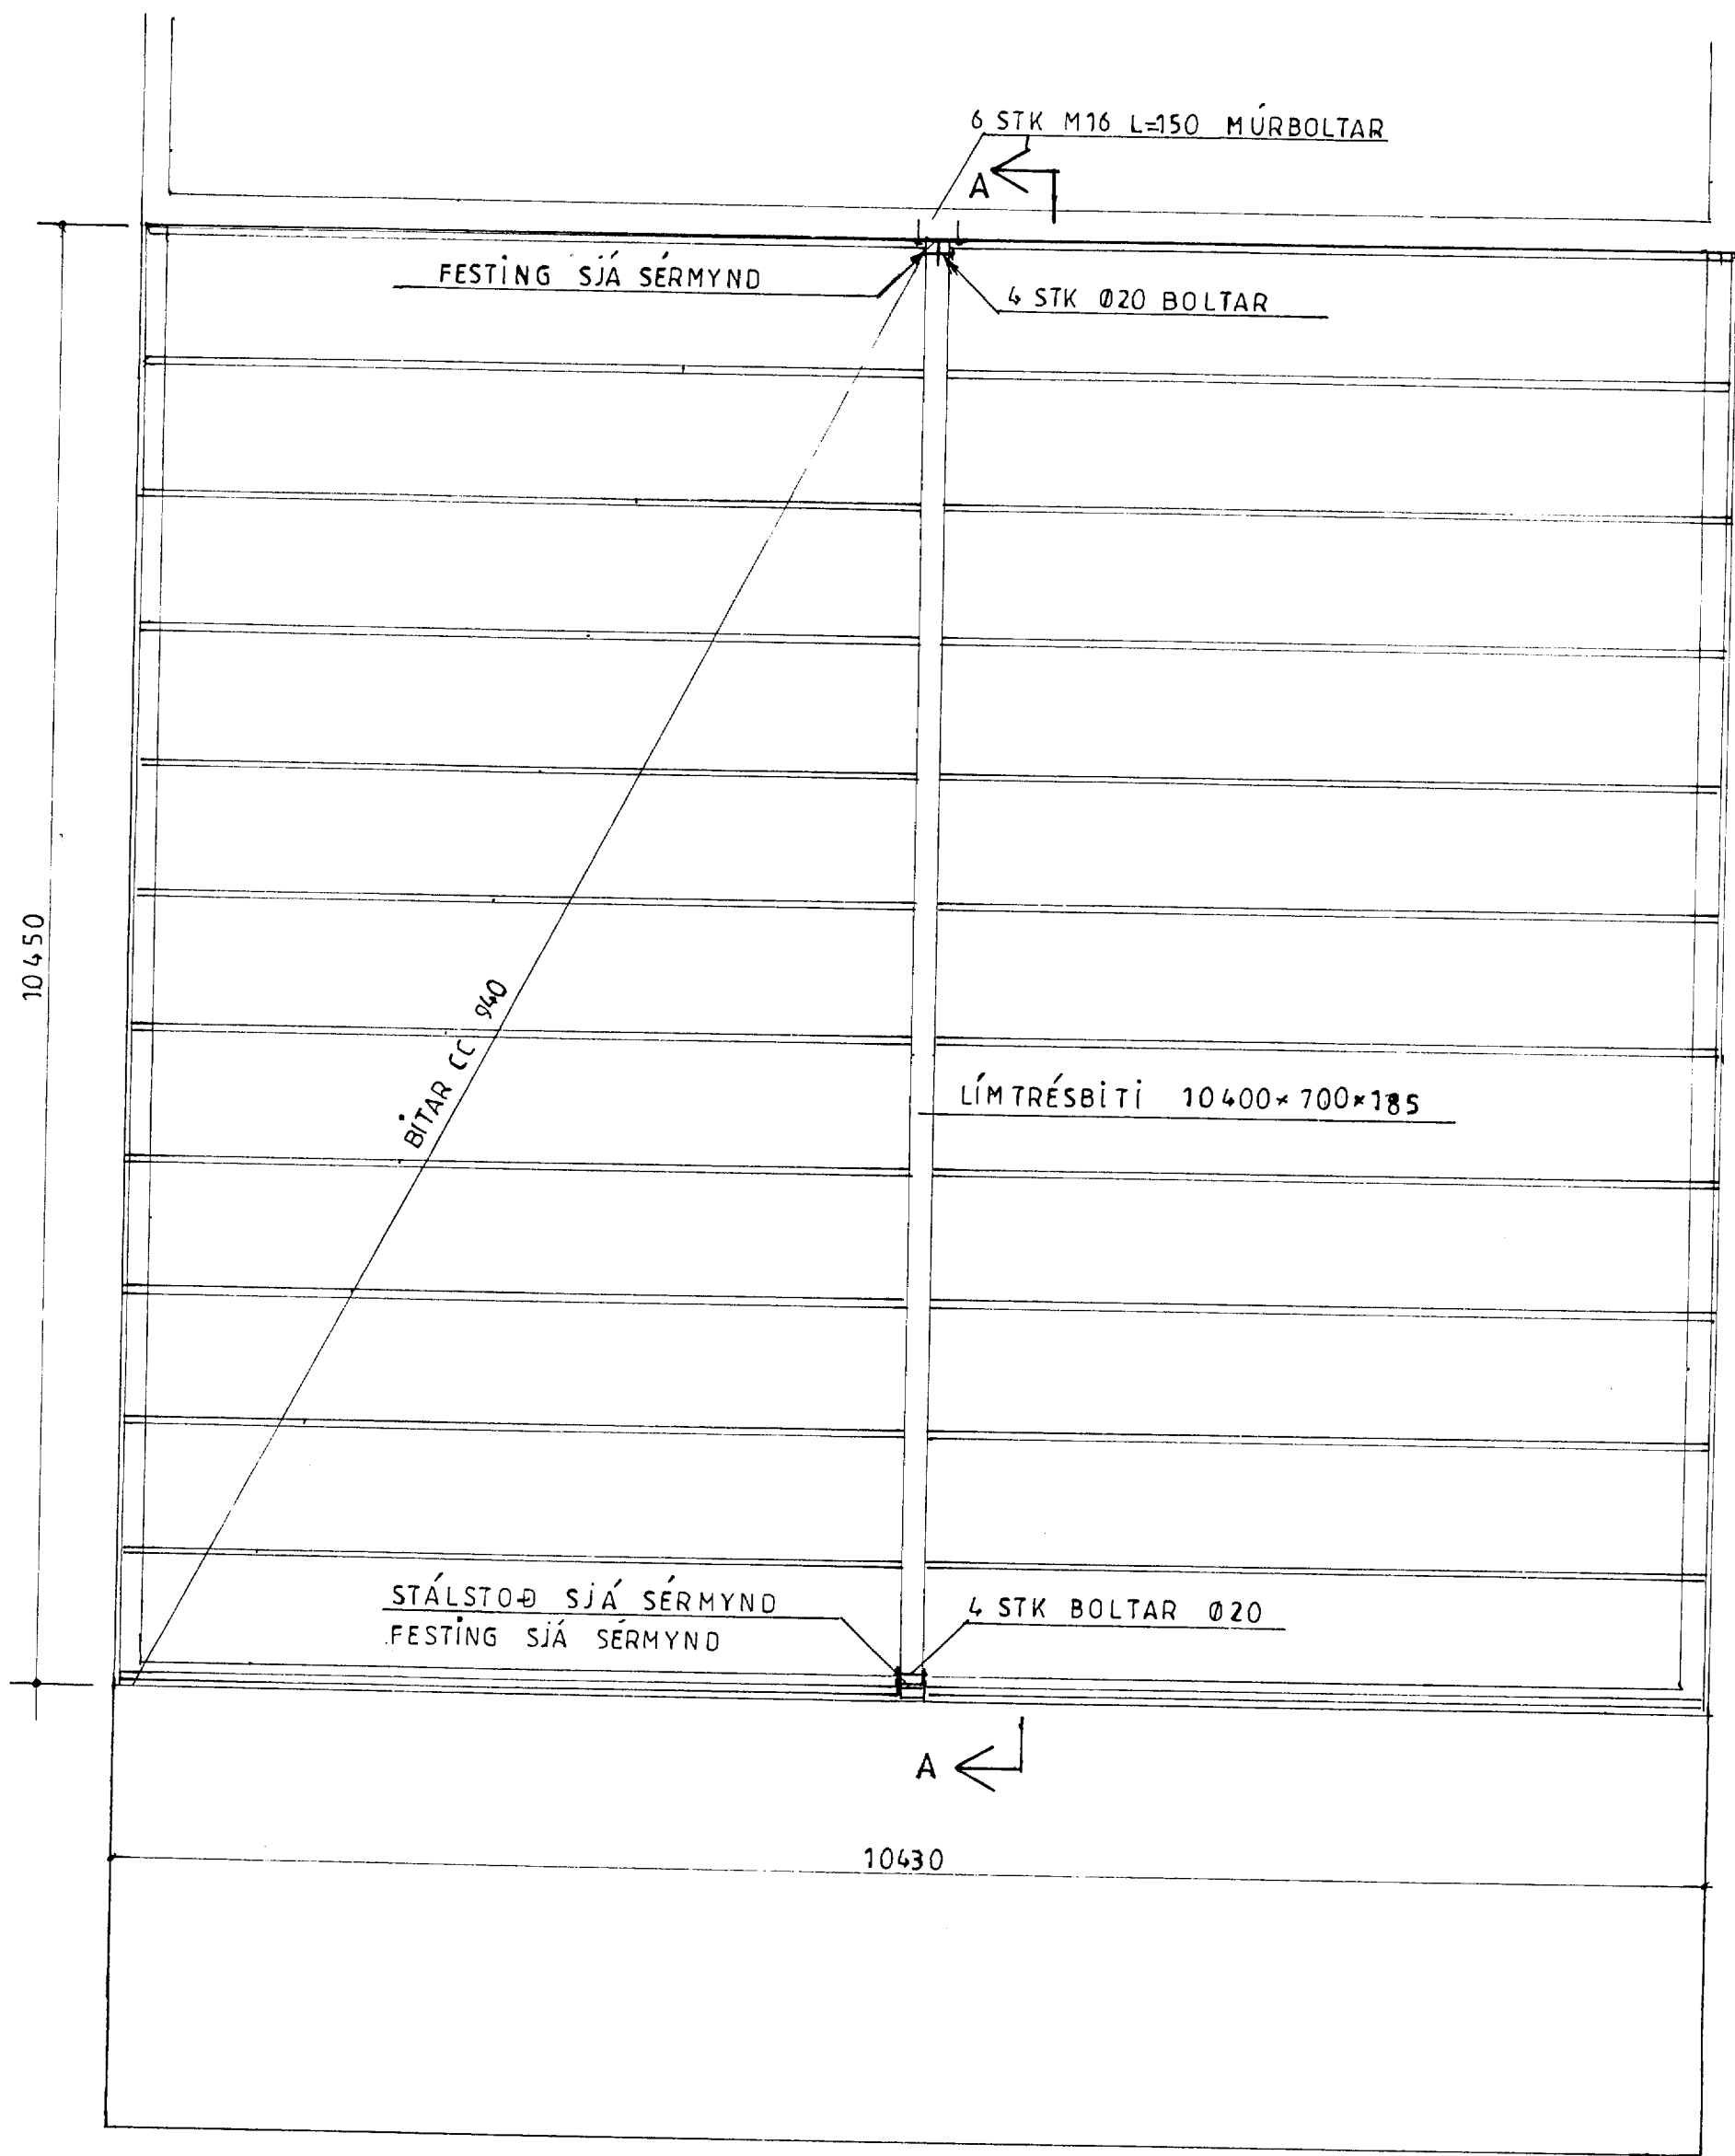 6 STK M16 L=150 MÚRBOLTAR
A
FESTING SJÁ SÉRMYND
4 STK Ø20 BOLTAR
10450
BITAR CC 940
LÍMTRÉSBITI 10400×700×185
STÁLSTOÐ SJÁ SÉRMYND
FESTING SJÁ SÉRMYND
4 STK BOLTAR Ø20
A
10430